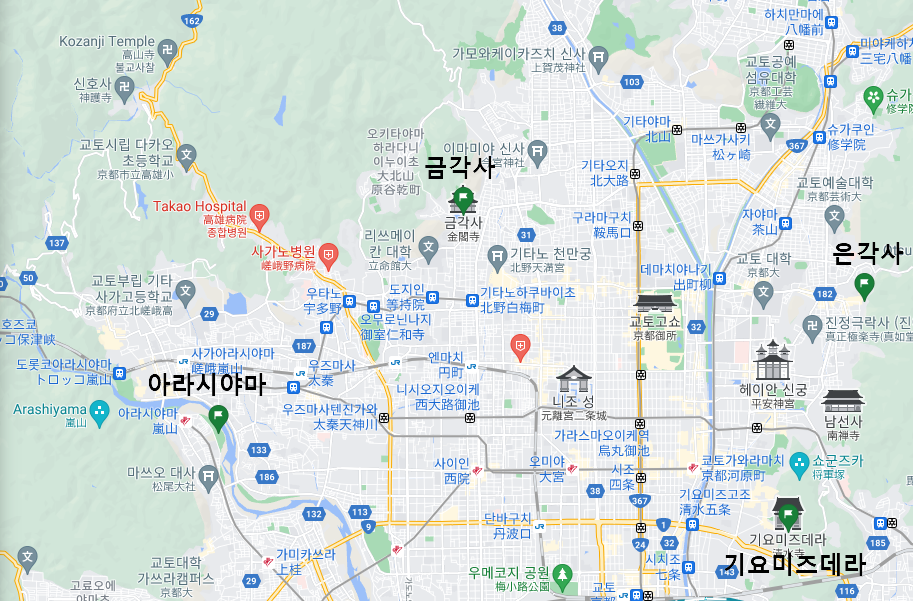 162
38
하치만마에
八幡前
Kozanji Temple
高山寺
불교사찰
가모와케이카즈치 신사
上賀茂神社
미야케하
三宅八幡
신호사
神護寺
103
교토공예
섬유대학
京都工芸
繊維大
슈가
修学院
기타야마
北山
마쓰가사키
松ヶ崎
367
슈가쿠인
修学院
교토시립 다카오
초등학교
京都市立高雄小
오키타야마
하라다니
이누이초
大北山
原谷乾町
이마미야 신사
今宮神社
금각사
금각사
金閣寺
기타오지
北大路
교토예술대학
京都芸術大
Takao Hospital
高雄病院
종합병원
구라마구치
鞍馬口
자야마
茶山
137
사가노병원
嵯峨野病院
리쓰메이
칸 대학
立命館大
31
기타노 천만궁
北野天満宮
은각사
교토 대학
京都大
데마치야나기
出町柳
182
50
교토부립 기타
사가고등학교
京都府立北嵯峨高
29
우타노
宇多野
도지인
等持院
기타노하쿠바이초
北野白梅町
오무로닌나지
御室仁和寺
교토고쇼
京都御所
32
진정극락사 (진
真正極楽寺(真如堂
호즈쿄
コ保津峡
187
도롯코아라시야마
トロッコ嵐山
사가아라시야마
嵯峨嵐山
우즈마사
太秦
엔마치
円町
헤이안 신궁
平安神宮
아라시야마
니시오지오이케
西大路御池
니조 성
元離宮二条城
남선사
南禅寺
Arashiyama
嵐山
아라시야마
嵐山
우즈마사텐진가와
太秦天神川
가라스마오이케역
烏丸御池
133
186
마쓰오 대사
松尾大社
사이인
西院
오미야
大宮
시조
四条
교토가와라마치
京都河原町
쇼군즈카
将軍塚
38
367
기요미즈고조
清水五条
132
113
9
단바구치
丹波口
1
기요미즈데라
清水寺
185
24
32
시치조
七条
143
기요미즈데라
116
교토대학
가쓰라캠퍼스
京都大
가미카쓰라
上桂
29
우메코지 공원
梅小路公園
교토
京都
고료오에